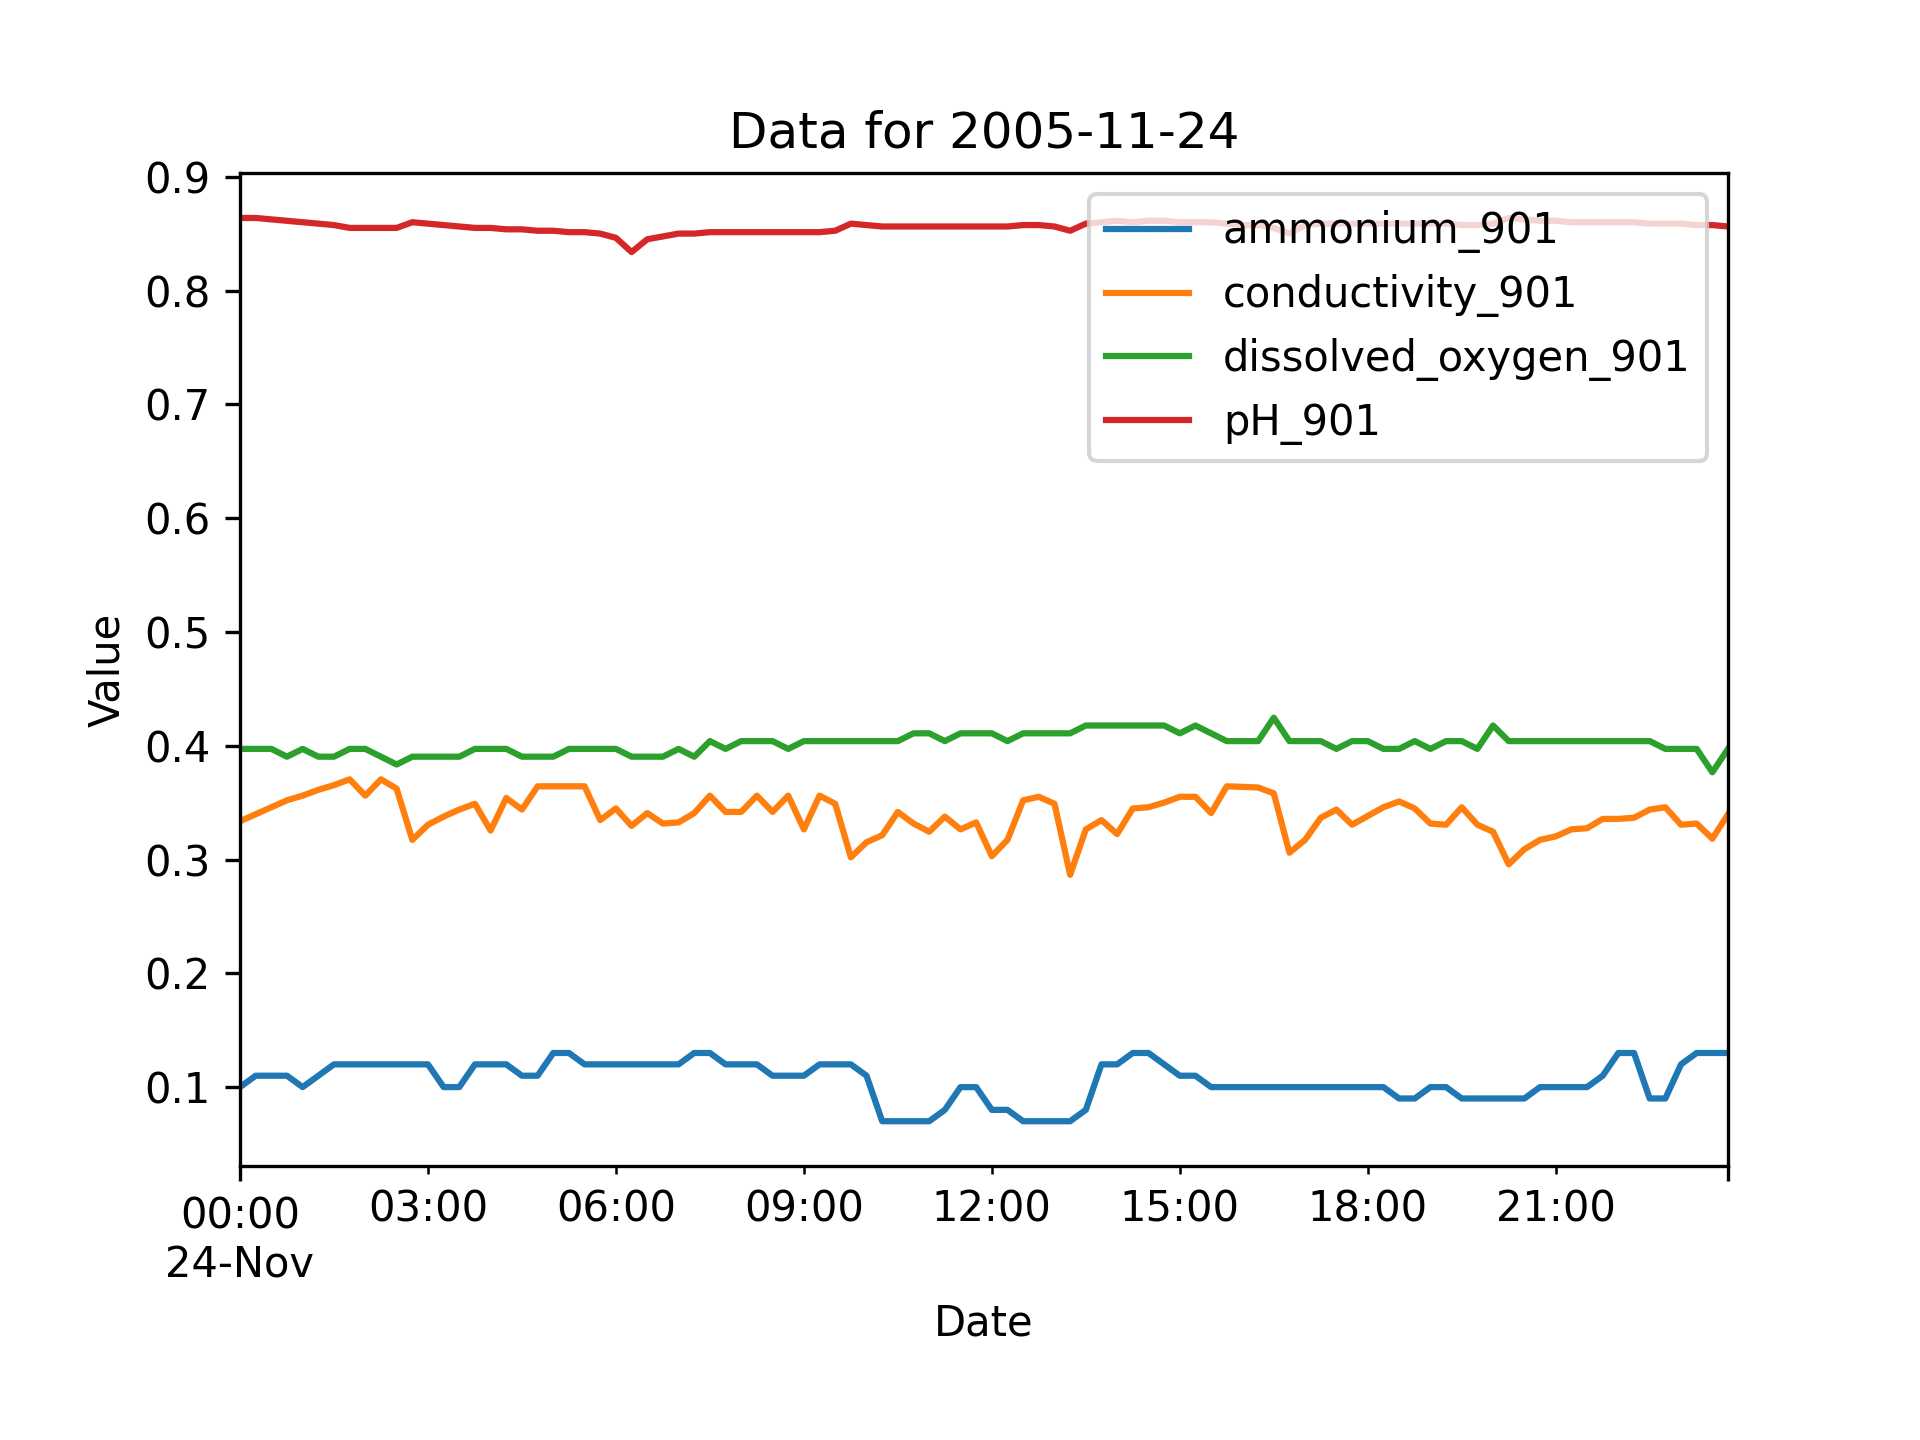 Data for 2005-11-24
0.9
0.8
0.7
0.6
0.5
0.4
0.3
0.2
0.1
Value
ammonium_901
conductivity_901
dissolved_oxygen_901
pH_901
00:00 03:00 06:00 09:00 12:00 15:00 18:00 21:00
24-Nov
Date